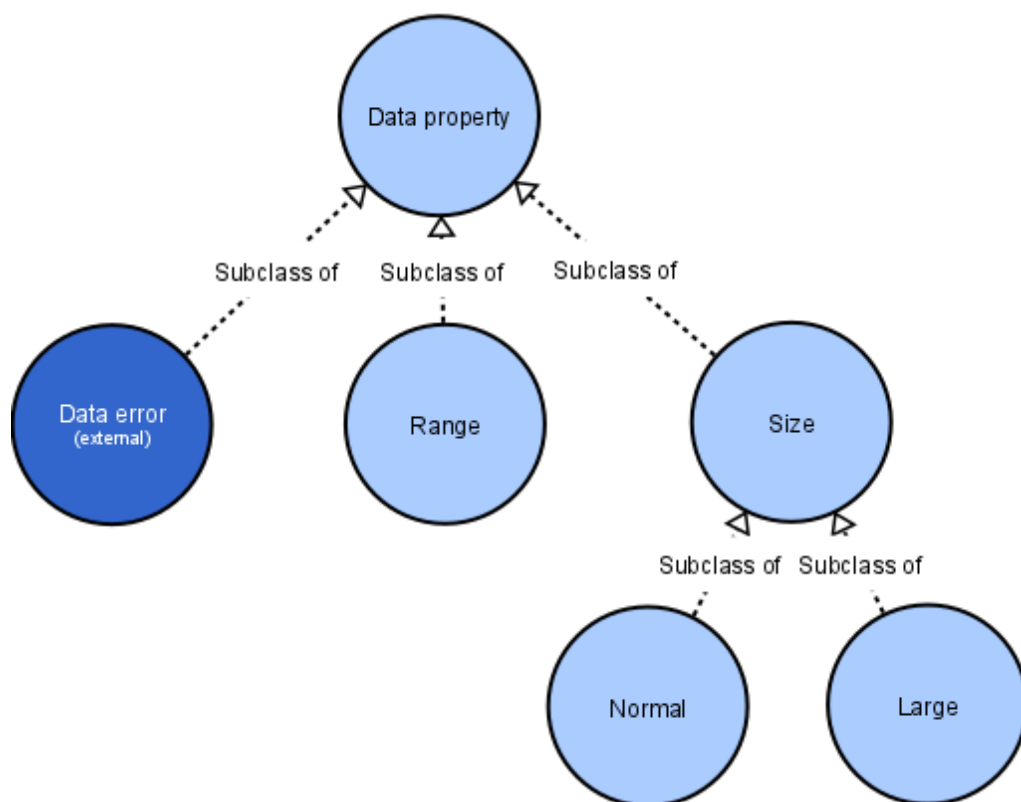 Data property
Subclass of
Subclass of
Subclass of
Data error
(external)
Range
Size
Subclass of
Subclass of
Normal
Large